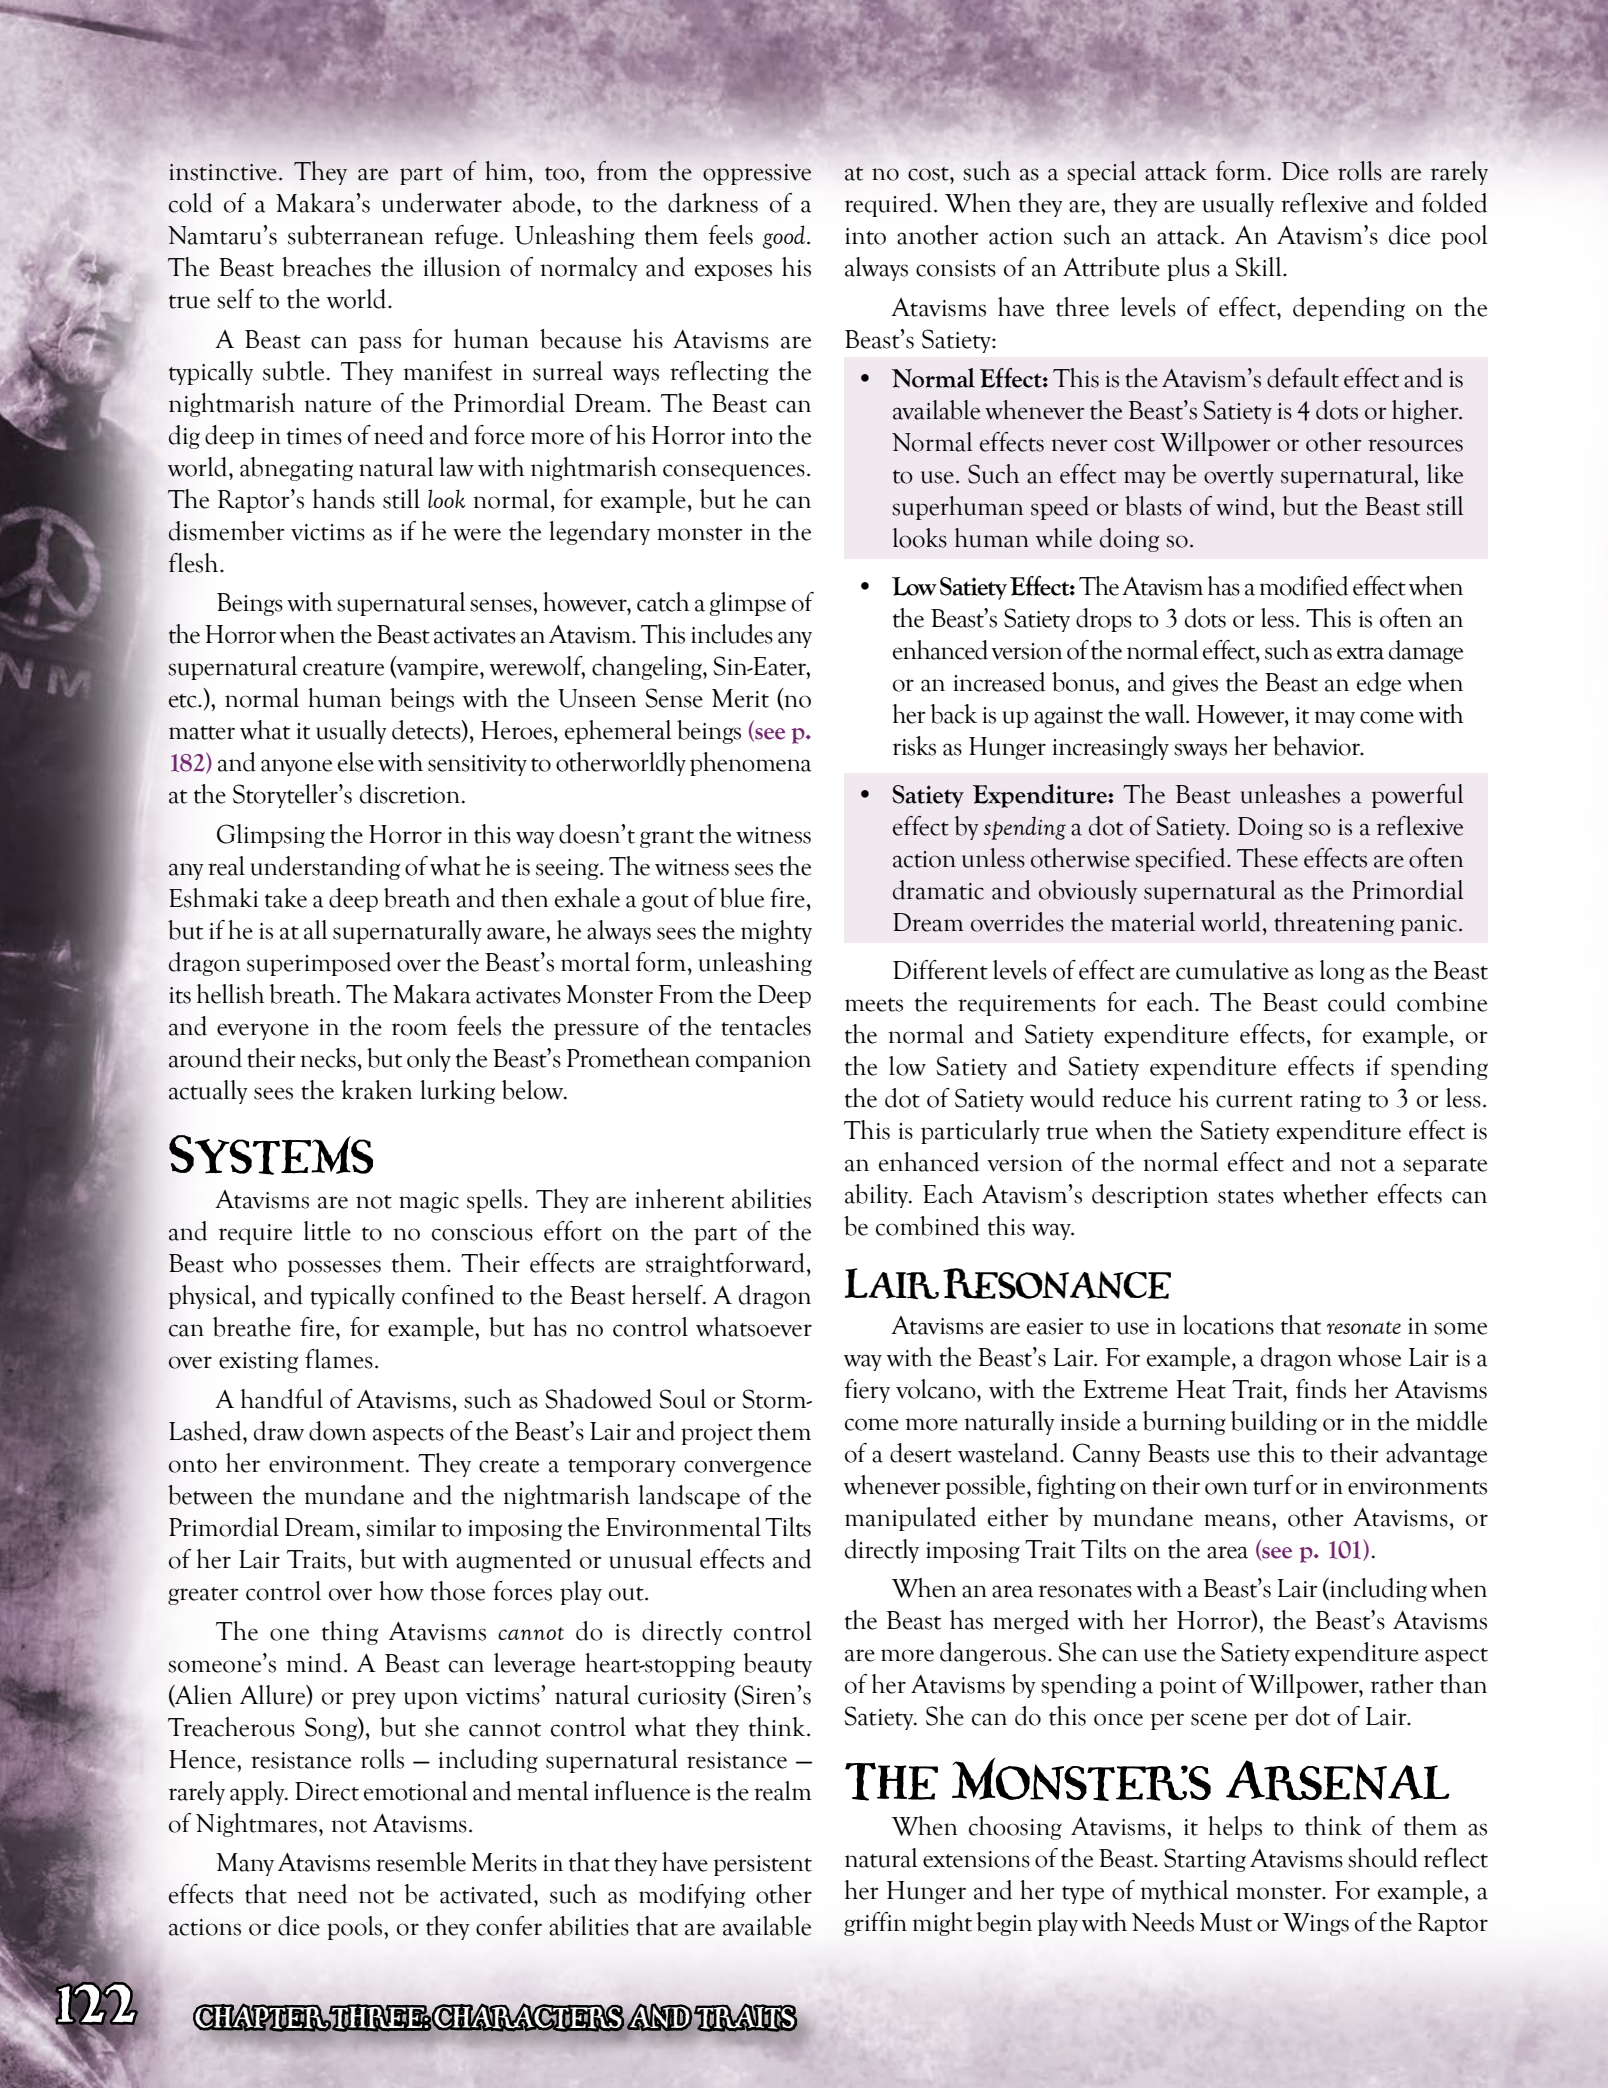 instinctive. They are part of him, too, from the oppressive
cold of a Makara's underwater abode, to the darkness of a
Namtaru's subterranean refuge. Unleashing them feels good.
The Beast breaches the illusion of normalcy and exposes his
true self to the world.
A Beast can pass for human because his Atavisms are
typically subtle. They manifest in surreal ways reflecting the
nightmarish nature of the Primordial Dream. The Beast can
dig deep in times of need and force more of his Horror into the
world, abnegating natural law with nightmarish consequences.
The Raptor's hands still look normal, for example, but he can
dismember victims as if he were the legendary monster in the
flesh.
Beings with supernatural senses, however, catch a glimpse of
the Horror when the Beast activates an Atavism. This includes any
supernatural creature (vampire, werewolf, changeling, Sin-Eater,
etc.), normal human beings with the Unseen Sense Merit (no
matter what it usually detects), Heroes, ephemeral beings (see p.
182) and anyone else with sensitivity to otherworldly phenomena
at the Storyteller's discretion.
Glimpsing the Horror in this way doesn't grant the witness
any real understanding of what he is seeing. The witness sees the
Eshmaki take a deep breath and then exhale a gout of blue fire,
but if he is at all supernaturally aware, he always sees the mighty
dragon superimposed over the Beast's mortal form, unleashing
its hellish breath. The Makara activates Monster From the Deep
and everyone in the room feels the pressure of the tentacles
around their necks, but only the Beast's Promethean companion
actually sees the kraken lurking below.
SYSTEMS
Atavisms are not magic spells. They are inherent abilities
and require little to no conscious effort on the part of the
Beast who possesses them. Their effects are straightforward,
physical, and typically confined to the Beast herself. A dragon
can breathe fire, for example, but has no control whatsoever
over existing flames.
A handful of Atavisms, such as Shadowed Soul or Storm-
Lashed, draw down aspects of the Beast's Lair and project them
onto her environment. They create a temporary convergence
between the mundane and the nightmarish landscape of the
Primordial Dream, similar to imposing the Environmental Tilts
of her Lair Traits, but with augmented or unusual effects and
greater control over how those forces play out.
The one thing Atavisms cannot do is directly control
someone's mind. A Beast can leverage heart-stopping beauty
(Alien Allure) or prey upon victims' natural curiosity (Siren's
Treacherous Song), but she cannot control what they think.
Hence, resistance rolls — including supernatural resistance —
rarely apply. Direct emotional and mental influence is the realm
of Nightmares, not Atavisms.
Many Atavisms resemble Merits in that they have persistent
effects that need not be activated, such as modifying other
actions or dice pools, or they confer abilities that are available
at no cost, such as a special attack form. Dice rolls are rarely
required. When they are, they are usually reflexive and folded
into another action such an attack. An Atavism's dice pool
always consists of an Attribute plus a Skill.
Atavisms have three levels of effect, depending on the
Beast's Satiety:
• Normal Effect: This is the Atavism's default effect and is
available whenever the Beast's Satiety is 4 dots or higher.
Normal effects never cost Willpower or other resources
to use. Such an effect may be overtly supernatural, like
superhuman speed or blasts of wind, but the Beast still
looks human while doing so.
• Low Satiety Effect: The Atavism has a modified effect when
the Beast's Satiety drops to 3 dots or less. This is often an
enhanced version of the normal effect, such as extra damage
or an increased bonus, and gives the Beast an edge when
her back is up against the wall. However, it may come with
risks as Hunger increasingly sways her behavior.
• Satiety Expenditure: The Beast unleashes a powerful
effect by spending a dot of Satiety. Doing so is a reflexive
action unless otherwise specified. These effects are often
dramatic and obviously supernatural as the Primordial
Dream overrides the material world, threatening panic.
Different levels of effect are cumulative as long as the Beast
meets the requirements for each. The Beast could combine
the normal and Satiety expenditure effects, for example, or
the low Satiety and Satiety expenditure effects if spending
the dot of Satiety would reduce his current rating to 3 or less.
This is particularly true when the Satiety expenditure effect is
an enhanced version of the normal effect and not a separate
ability. Each Atavism's description states whether effects can
be combined this way.
LAIR RESONANCE
Atavisms are easier to use in locations that resonate in some
way with the Beast's Lair. For example, a dragon whose Lair is a
fiery volcano, with the Extreme Heat Trait, finds her Atavisms
come more naturally inside a burning building or in the middle
of a desert wasteland. Canny Beasts use this to their advantage
whenever possible, fighting on their own turf or in environments
manipulated either by mundane means, other Atavisms, or
directly imposing Trait Tilts on the area (see p. 101).
When an area resonates with a Beast's Lair (including when
the Beast has merged with her Horror), the Beast's Atavisms
are more dangerous. She can use the Satiety expenditure aspect
of her Atavisms by spending a point of Willpower, rather than
Satiety. She can do this once per scene per dot of Lair.
THE MONSTER'S ARSENAL
When choosing Atavisms, it helps to think of them as
natural extensions of the Beast. Starting Atavisms should reflect
her Hunger and her type of mythical monster. For example, a
griffin might begin play with Needs Must or Wings of the Raptor
NM
122
CHAPTER THREE: CHARACTERS AND TRAITS